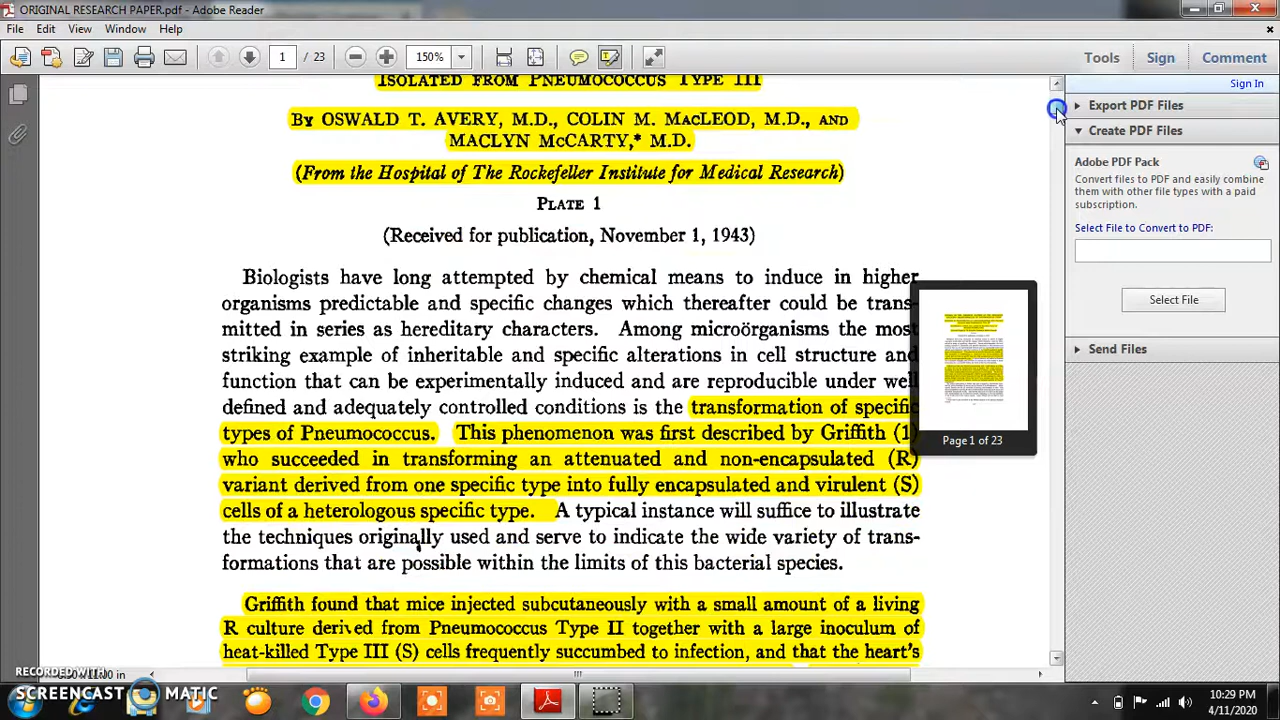 ORIGINAL RESEARCH PAPER.pdf - Adobe Reader
File Edit View Window Help
1 / 23 150% Tools Sign Comment
Sign In
Export PDF Files
Create PDF Files
Adobe PDF Pack
Convert files to PDF and easily combine
them with other file types with a paid
subscription.
Select File to Convert to PDF:
Select File
Send Files
ISOLATED FROM PNEUMOCOCCUS TYPE III
BY OSWALD T. AVERY, M.D., COLIN M. MacLEOD, M.D., AND
MACLYN McCARTY,* M.D.
(From the Hospital of The Rockefeller Institute for Medical Research)
PLATE 1
(Received for publication, November 1, 1943)
Biologists have long attempted by chemical means to induce in higher
organisms predictable and specific changes which thereafter could be trans-
mitted in series as hereditary characters. Among microörganisms the most
striking example of inheritable and specific alterations in cell structure and
function that can be experimentally induced and are reproducible under well
defined and adequately controlled conditions is the transformation of specific
types of Pneumococcus. This phenomenon was first described by Griffith (1)
who succeeded in transforming an attenuated and non-encapsulated (R)
variant derived from one specific type into fully encapsulated and virulent (S)
cells of a heterologous specific type. A typical instance will suffice to illustrate
the techniques originally used and serve to indicate the wide variety of trans-
formations that are possible within the limits of this bacterial species.
Griffith found that mice injected subcutaneously with a small amount of a living
R culture derived from Pneumococcus Type II together with a large inoculum of
heat-killed Type III (S) cells frequently succumbed to infection, and that the heart's
Page 1 of 23
RECORDED WITH
SCREENCAST MATIC
10:29 PM
4/11/2020